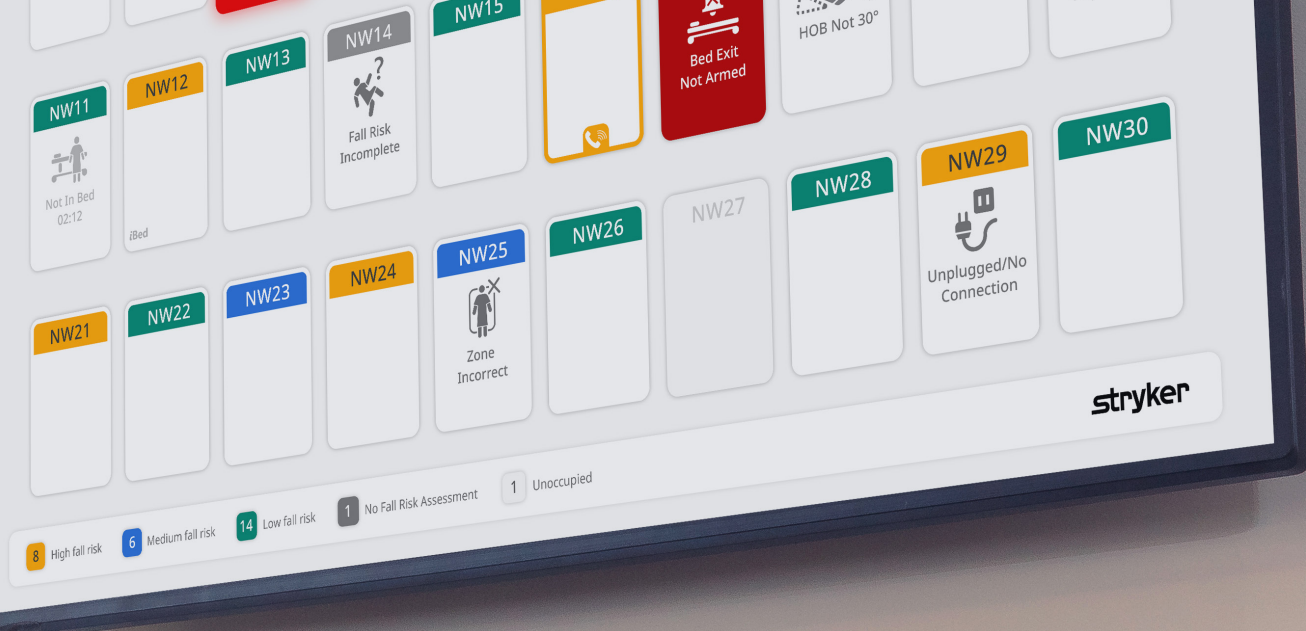 NW11
Not In Bed
02:12
NW12
iBed
NW13
NW14
?
Fall Risk
Incomplete
NW15
Bed Exit
Not Armed
HOB Not 30°
NW21
NW22
NW23
NW24
NW25
Zone
Incorrect
NW26
NW27
NW28
NW29
Unplugged/No
Connection
NW30
8 High fall risk
6 Medium fall risk
14 Low fall risk
1 No Fall Risk Assessment
1 Unoccupied
stryker